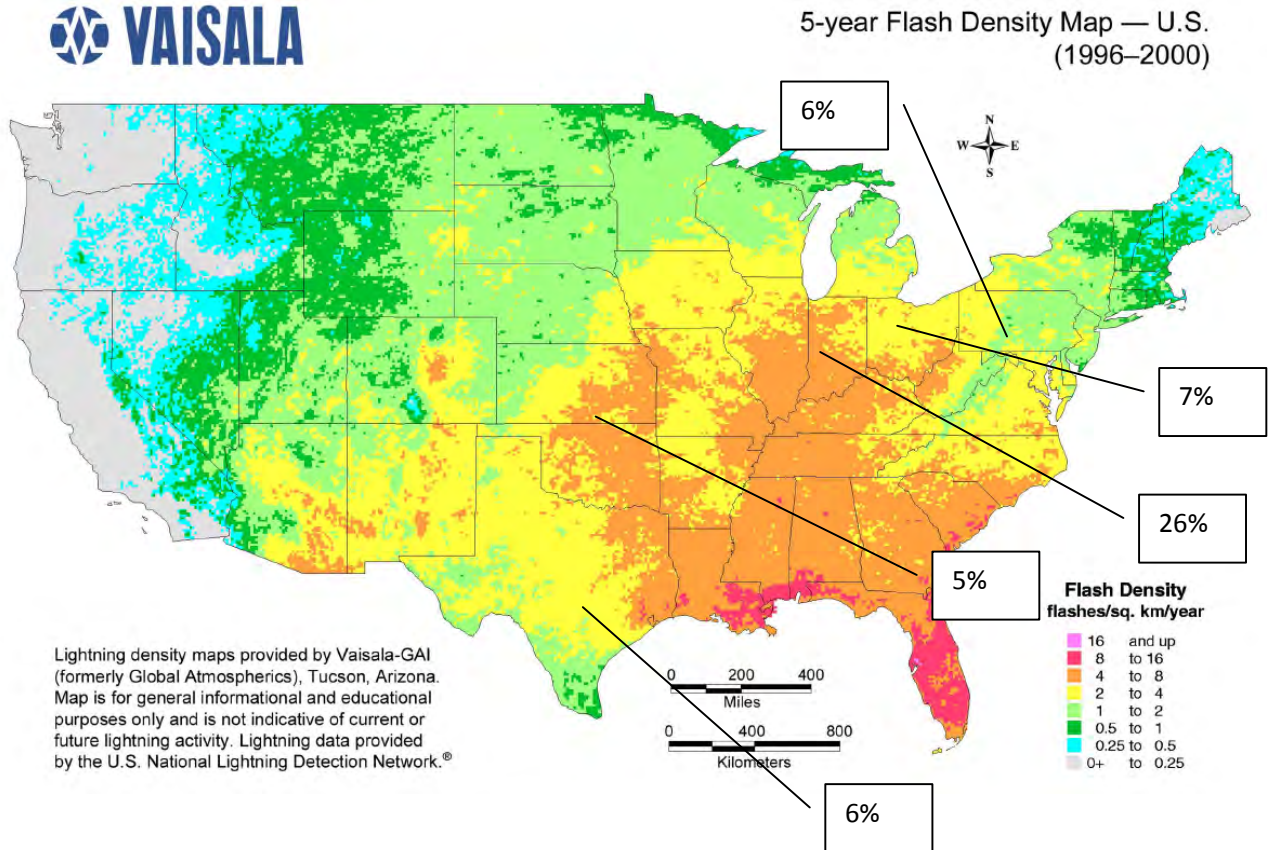 VAISALA
5-year Flash Density Map — U.S.
(1996–2000)
6%
N
W E
S
7%
26%
5%
Flash Density
flashes/sq. km/year
16 and up
8 to 16
4 to 8
2 to 4
1 to 2
0.5 to 1
0.25 to 0.5
0+ to 0.25
Lightning density maps provided by Vaisala-GAI
(formerly Global Atmospherics), Tucson, Arizona.
Map is for general informational and educational
purposes only and is not indicative of current or
future lightning activity. Lightning data provided
by the U.S. National Lightning Detection Network.®
0 200 400
Miles
0 400 800
Kilometers
6%